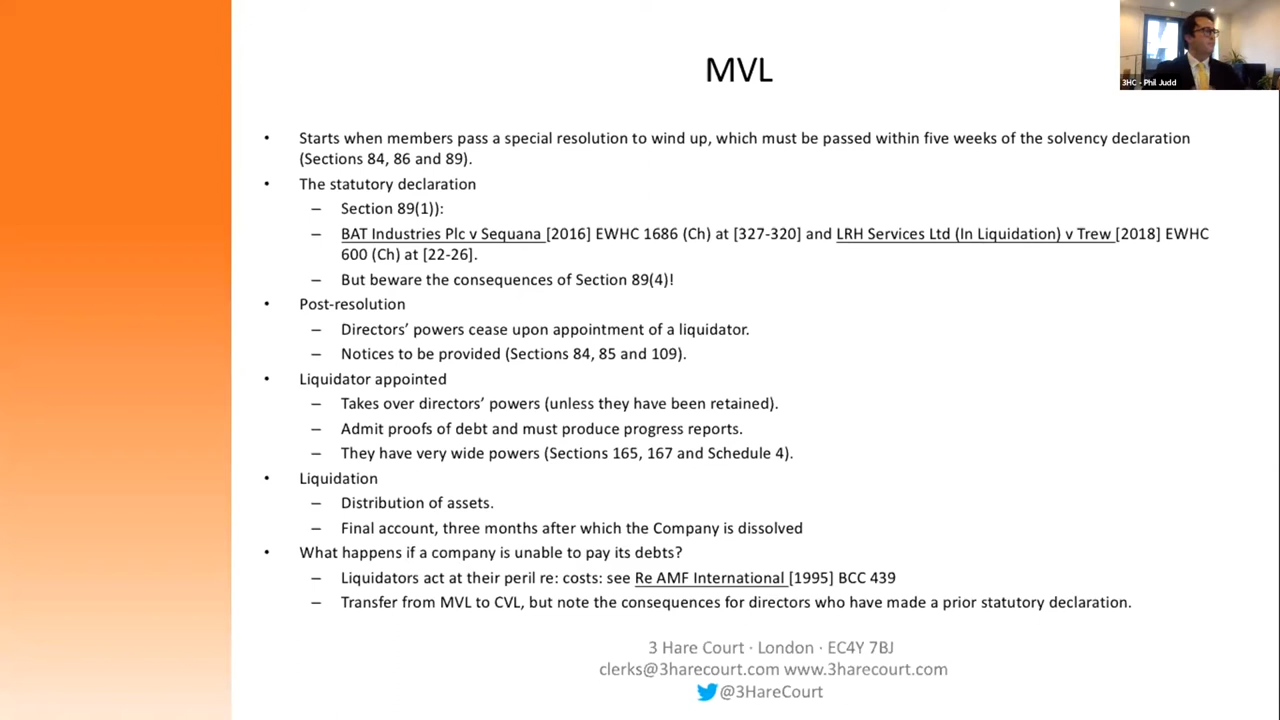 MVL
3HC - Phil Judd
• Starts when members pass a special resolution to wind up, which must be passed within five weeks of the solvency declaration
(Sections 84, 86 and 89).
• The statutory declaration
– Section 89(1)):
– BAT Industries Plc v Sequana [2016] EWHC 1686 (Ch) at [327-320] and LRH Services Ltd (In Liquidation) v Trew [2018] EWHC
600 (Ch) at [22-26].
– But beware the consequences of Section 89(4)!
• Post-resolution
– Directors’ powers cease upon appointment of a liquidator.
– Notices to be provided (Sections 84, 85 and 109).
• Liquidator appointed
– Takes over directors’ powers (unless they have been retained).
– Admit proofs of debt and must produce progress reports.
– They have very wide powers (Sections 165, 167 and Schedule 4).
• Liquidation
– Distribution of assets.
– Final account, three months after which the Company is dissolved
• What happens if a company is unable to pay its debts?
– Liquidators act at their peril re: costs: see Re AMF International [1995] BCC 439
– Transfer from MVL to CVL, but note the consequences for directors who have made a prior statutory declaration.
3 Hare Court · London · EC4Y 7BJ
clerks@3harecourt.com www.3harecourt.com
@3HareCourt